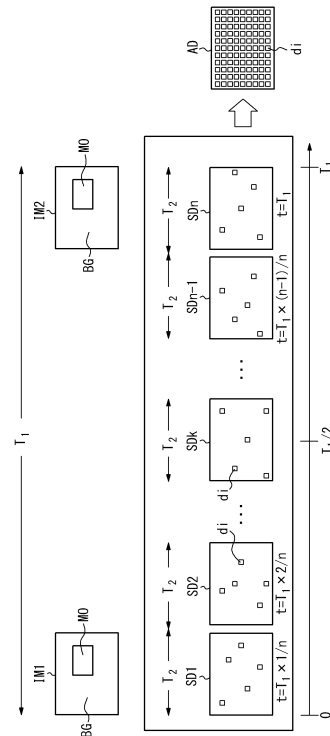 T₁
IM1
MO
BG
IM2
MO
BG
T₂
T₂
T₂
T₂
T₂
SD1
SD2
SDk
SDn-1
SDn
AD
di
di
di
...
...
t=T₁×1/n
t=T₁×2/n
t=T₁×(n-1)/n
t=T₁
0
T₁/2
T₁